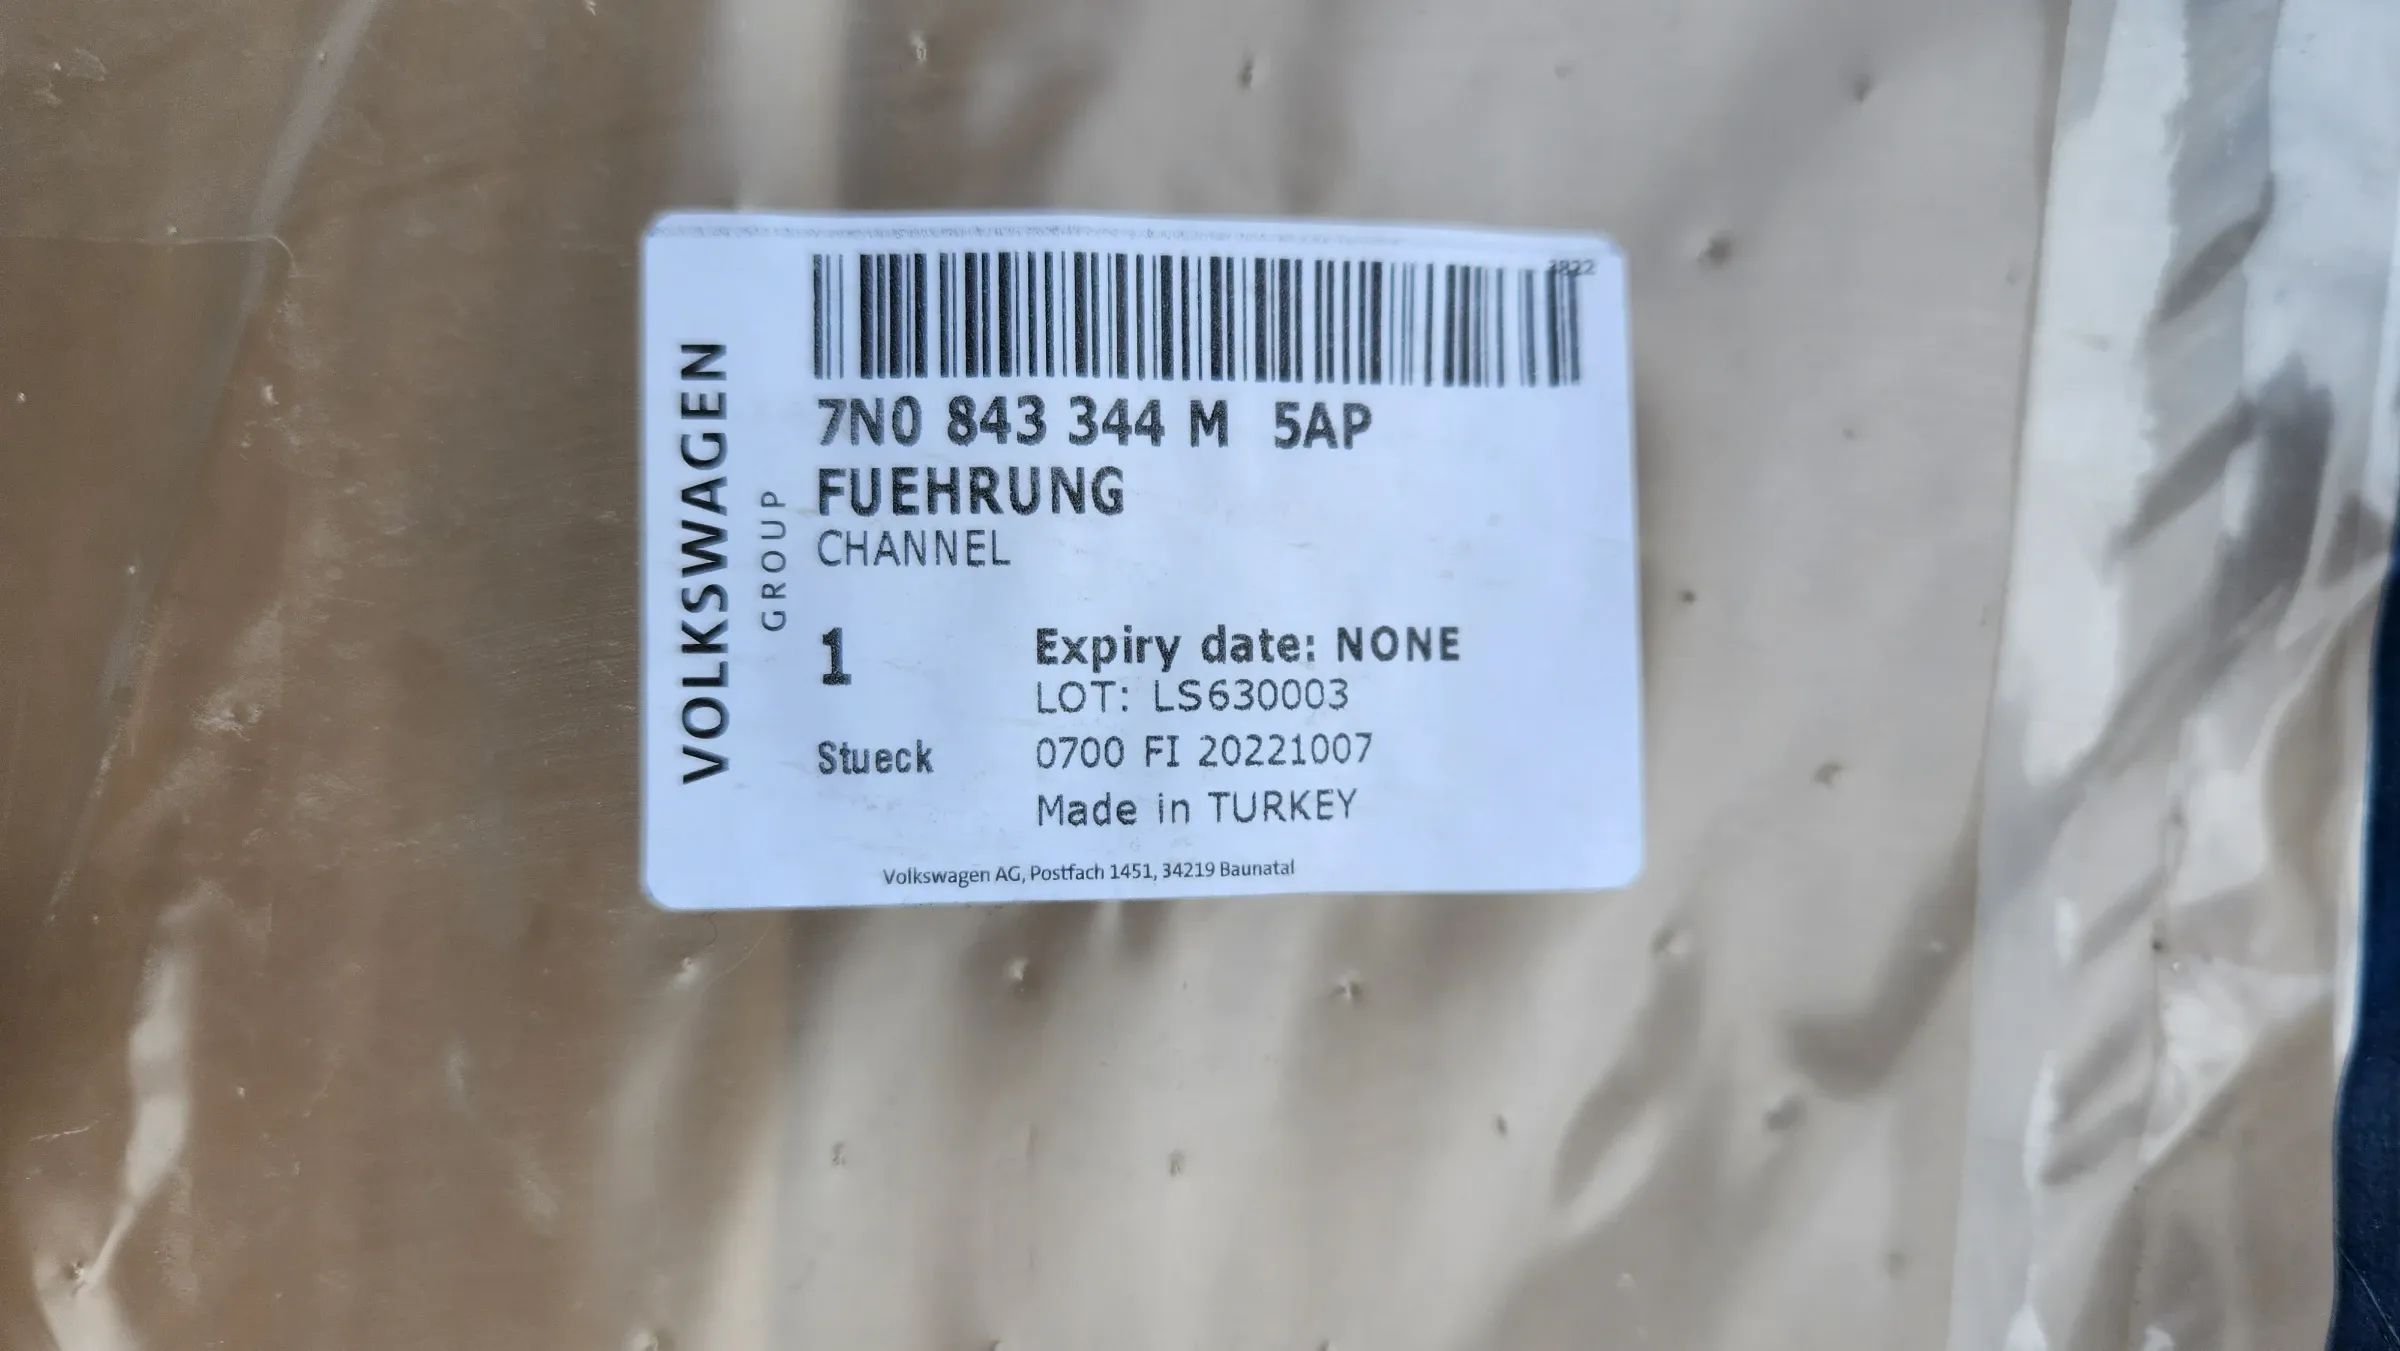 VOLKSWAGEN
GROUP
7N0 843 344 M 5AP
FUEHRUNG
CHANNEL
1
Stueck
Expiry date: NONE
LOT: LS630003
0700 FI 20221007
Made in TURKEY
Volkswagen AG, Postfach 1451, 34219 Baunatal